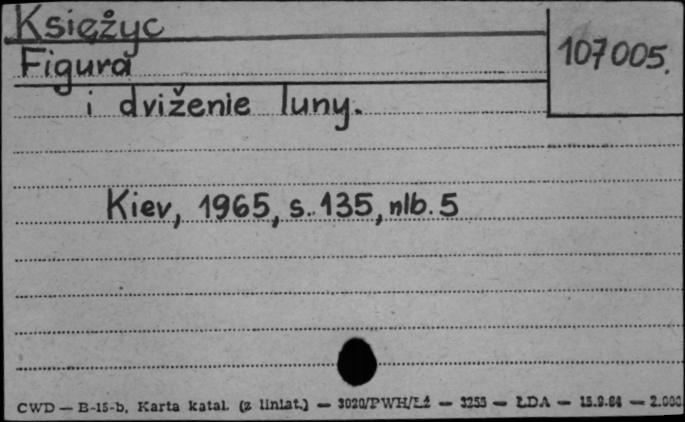 Księżyc
107005.
Figura
i dviženie luny.
Kiev, 1965, s. 135, nlb. 5
CWD — B-15-b, Karta katal. (z liniat.) — 3020/PWH/Łż — 3253 — ŁDA — 15.9.64 — 2.000